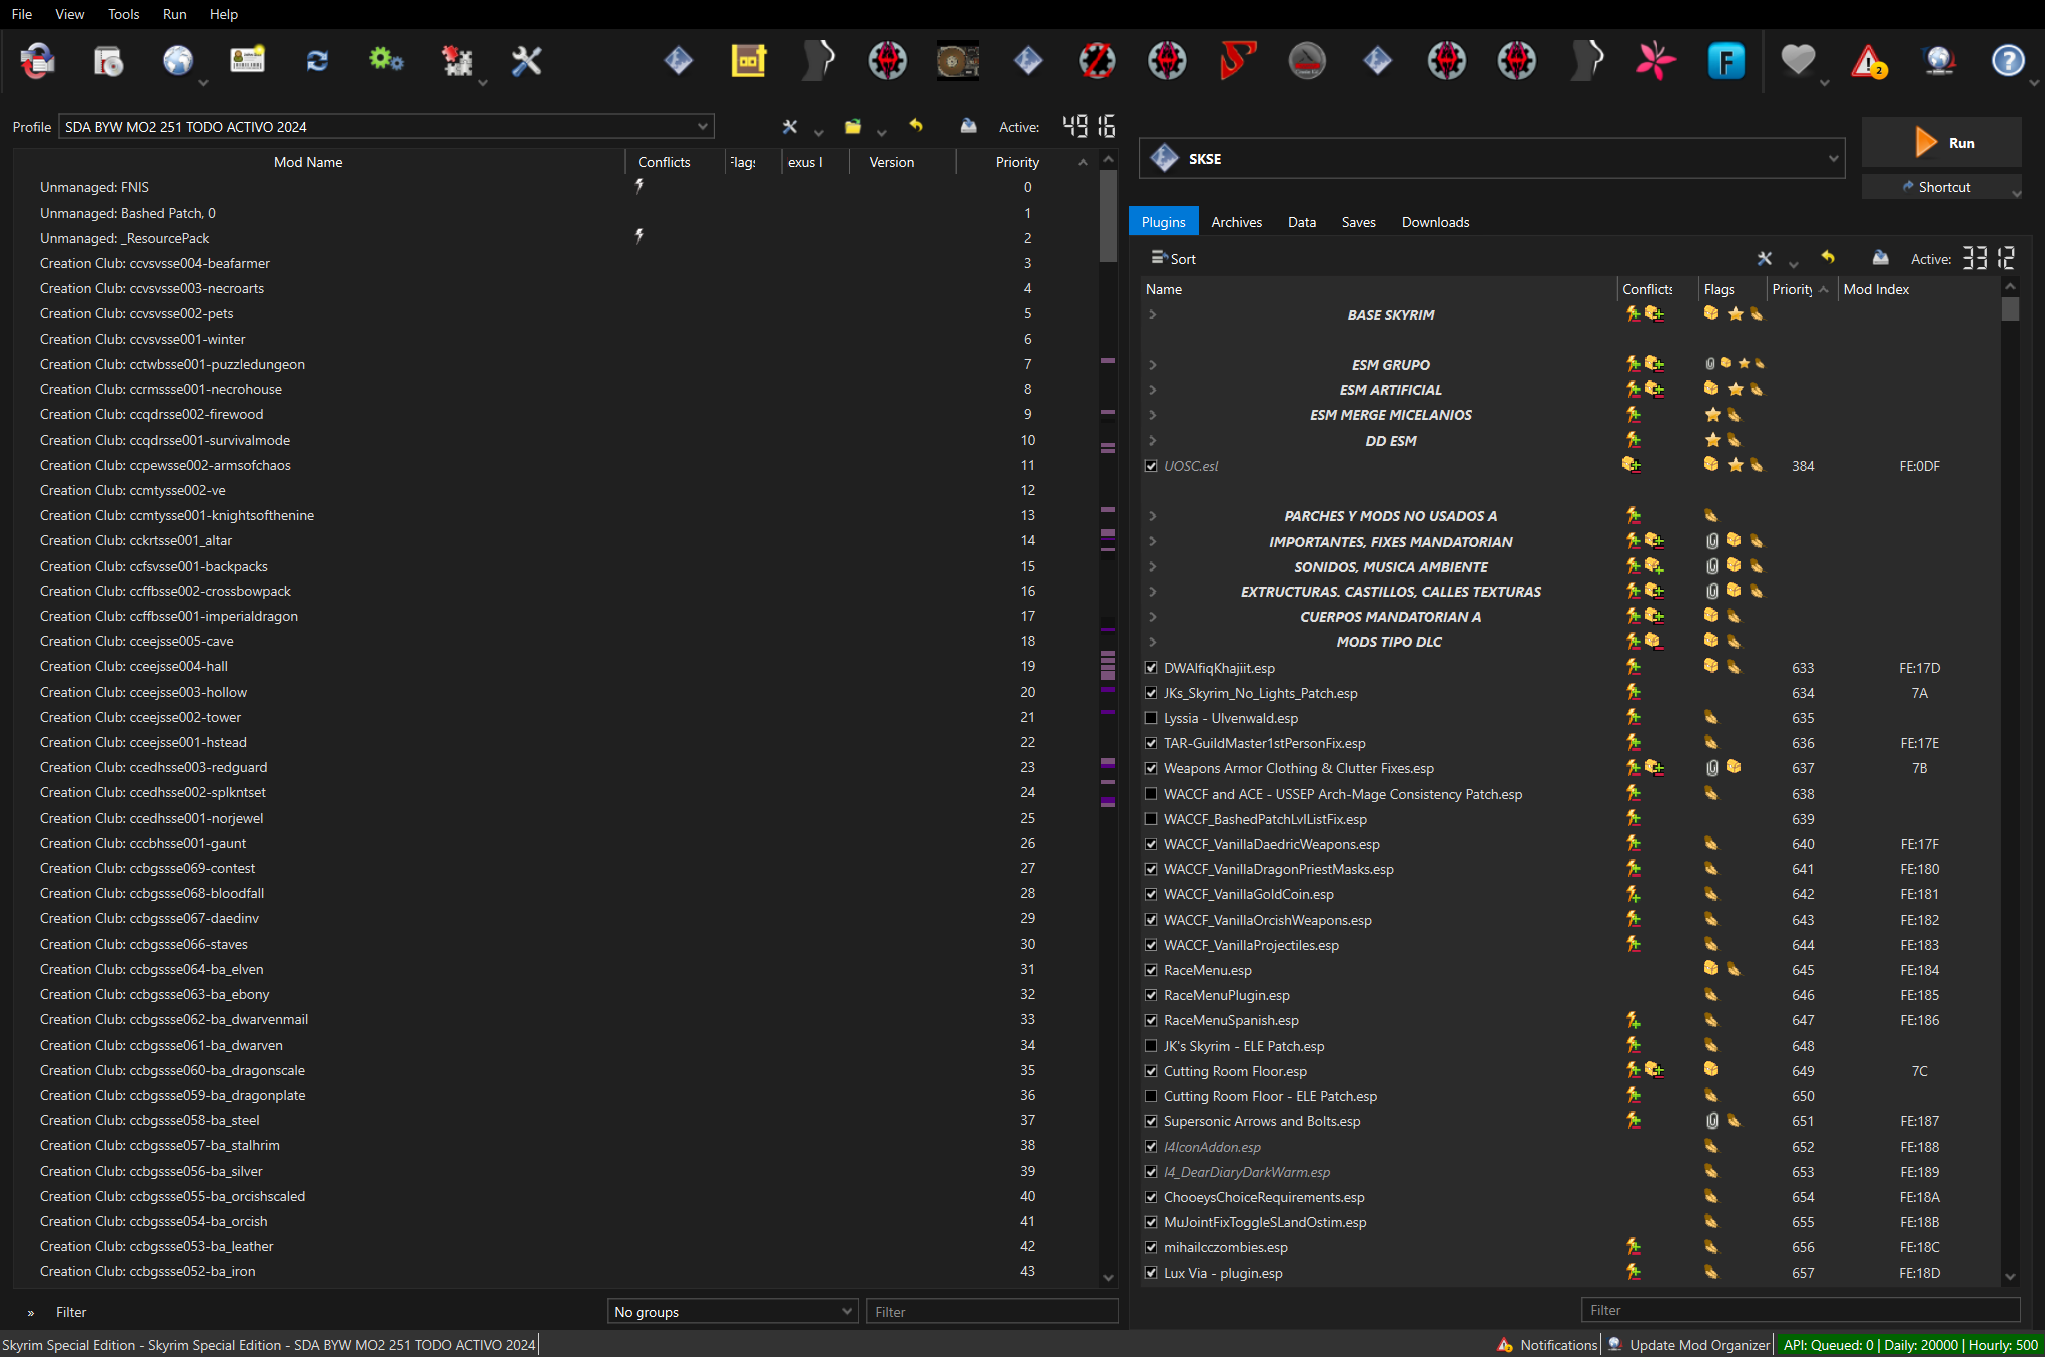 File View Tools Run Help
2
Profile SDA BYW MO2 251 TODO ACTIVO 2024 Active: 4916
Mod Name Conflicts Flags exus I Version Priority
Unmanaged: FNIS 0
Unmanaged: Bashed Patch, 0 1
Unmanaged: _ResourcePack 2
Creation Club: ccvsvsse004-beafarmer 3
Creation Club: ccvsvsse003-necroarts 4
Creation Club: ccvsvsse002-pets 5
Creation Club: ccvsvsse001-winter 6
Creation Club: cctwbsse001-puzzledungeon 7
Creation Club: ccrmssse001-necrohouse 8
Creation Club: ccqdrsse002-firewood 9
Creation Club: ccqdrsse001-survivalmode 10
Creation Club: ccpewsse002-armsofchaos 11
Creation Club: ccmtysse002-ve 12
Creation Club: ccmtysse001-knightsofthenine 13
Creation Club: cckrtsse001_altar 14
Creation Club: ccfsvsse001-backpacks 15
Creation Club: ccffbsse002-crossbowpack 16
Creation Club: ccffbsse001-imperialdragon 17
Creation Club: cceejsse005-cave 18
Creation Club: cceejsse004-hall 19
Creation Club: cceejsse003-hollow 20
Creation Club: cceejsse002-tower 21
Creation Club: cceejsse001-hstead 22
Creation Club: ccedhsse003-redguard 23
Creation Club: ccedhsse002-splkntset 24
Creation Club: ccedhsse001-norjewel 25
Creation Club: cccbhsse001-gaunt 26
Creation Club: ccbgssse069-contest 27
Creation Club: ccbgssse068-bloodfall 28
Creation Club: ccbgssse067-daedinv 29
Creation Club: ccbgssse066-staves 30
Creation Club: ccbgssse064-ba_elven 31
Creation Club: ccbgssse063-ba_ebony 32
Creation Club: ccbgssse062-ba_dwarvenmail 33
Creation Club: ccbgssse061-ba_dwarven 34
Creation Club: ccbgssse060-ba_dragonscale 35
Creation Club: ccbgssse059-ba_dragonplate 36
Creation Club: ccbgssse058-ba_steel 37
Creation Club: ccbgssse057-ba_stalhrim 38
Creation Club: ccbgssse056-ba_silver 39
Creation Club: ccbgssse055-ba_orcishscaled 40
Creation Club: ccbgssse054-ba_orcish 41
Creation Club: ccbgssse053-ba_leather 42
Creation Club: ccbgssse052-ba_iron 43
» Filter No groups Filter
SKSE
Run
Shortcut
Plugins Archives Data Saves Downloads
Sort Active: 3312
Name Conflicts Flags Priority Mod Index
BASE SKYRIM
ESM GRUPO
ESM ARTIFICIAL
ESM MERGE MICELANIOS
DD ESM
UOSC.esl 384 FE:0DF
PARCHES Y MODS NO USADOS A
IMPORTANTES, FIXES MANDATORIAN
SONIDOS, MUSICA AMBIENTE
EXTRUCTURAS. CASTILLOS, CALLES TEXTURAS
CUERPOS MANDATORIAN A
MODS TIPO DLC
DWAlfiqKhajiit.esp 633 FE:17D
JKs_Skyrim_No_Lights_Patch.esp 634 7A
Lyssia - Ulvenwald.esp 635
TAR-GuildMaster1stPersonFix.esp 636 FE:17E
Weapons Armor Clothing & Clutter Fixes.esp 637 7B
WACCF and ACE - USSEP Arch-Mage Consistency Patch.esp 638
WACCF_BashedPatchLvlListFix.esp 639
WACCF_VanillaDaedricWeapons.esp 640 FE:17F
WACCF_VanillaDragonPriestMasks.esp 641 FE:180
WACCF_VanillaGoldCoin.esp 642 FE:181
WACCF_VanillaOrcishWeapons.esp 643 FE:182
WACCF_VanillaProjectiles.esp 644 FE:183
RaceMenu.esp 645 FE:184
RaceMenuPlugin.esp 646 FE:185
RaceMenuSpanish.esp 647 FE:186
JK's Skyrim - ELE Patch.esp 648
Cutting Room Floor.esp 649 7C
Cutting Room Floor - ELE Patch.esp 650
Supersonic Arrows and Bolts.esp 651 FE:187
I4IconAddon.esp 652 FE:188
I4_DearDiaryDarkWarm.esp 653 FE:189
ChooeysChoiceRequirements.esp 654 FE:18A
MuJointFixToggleSLandOstim.esp 655 FE:18B
mihailcczombies.esp 656 FE:18C
Lux Via - plugin.esp 657 FE:18D
Filter
Skyrim Special Edition - Skyrim Special Edition - SDA BYW MO2 251 TODO ACTIVO 2024 Notifications Update Mod Organizer API: Queued: 0 | Daily: 20000 | Hourly: 500